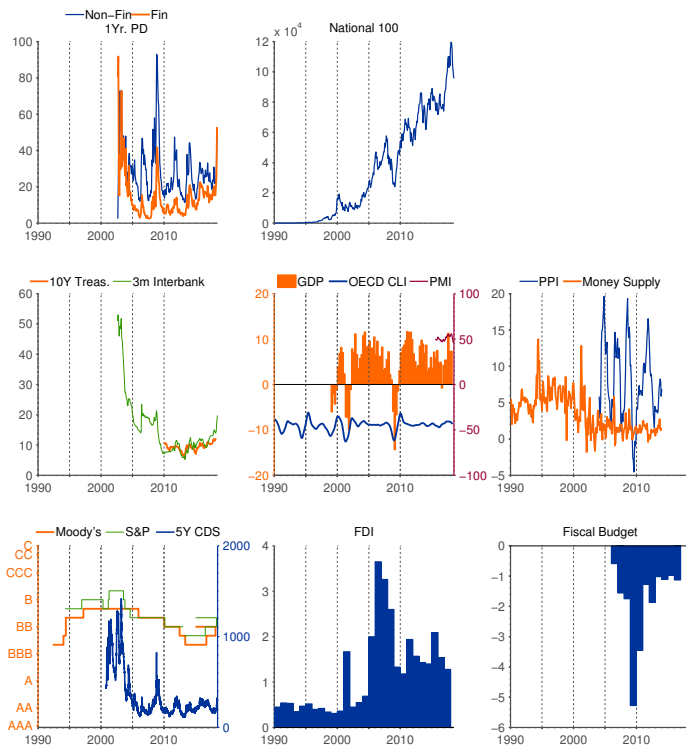 Non−Fin Fin
1Yr. PD
100
80
60
40
20
0
1990 2000 2010
National 100
x 10^4
12
10
8
6
4
2
0
1990 2000 2010
10Y Treas. 3m Interbank
60
50
40
30
20
10
0
1990 2000 2010
GDP OECD CLI PMI
20 100
10 50
0 0
−10 −50
−20 −100
1990 2000 2010
PPI Money Supply
20
15
10
5
0
−5
1990 2000 2010
Moody's S&P 5Y CDS
C
CC
CCC
B
BB
BBB
A
AA
AAA
2000
1000
0
1990 2000 2010
FDI
4
3
2
1
0
1990 2000 2010
Fiscal Budget
0
−1
−2
−3
−4
−5
−6
1990 2000 2010